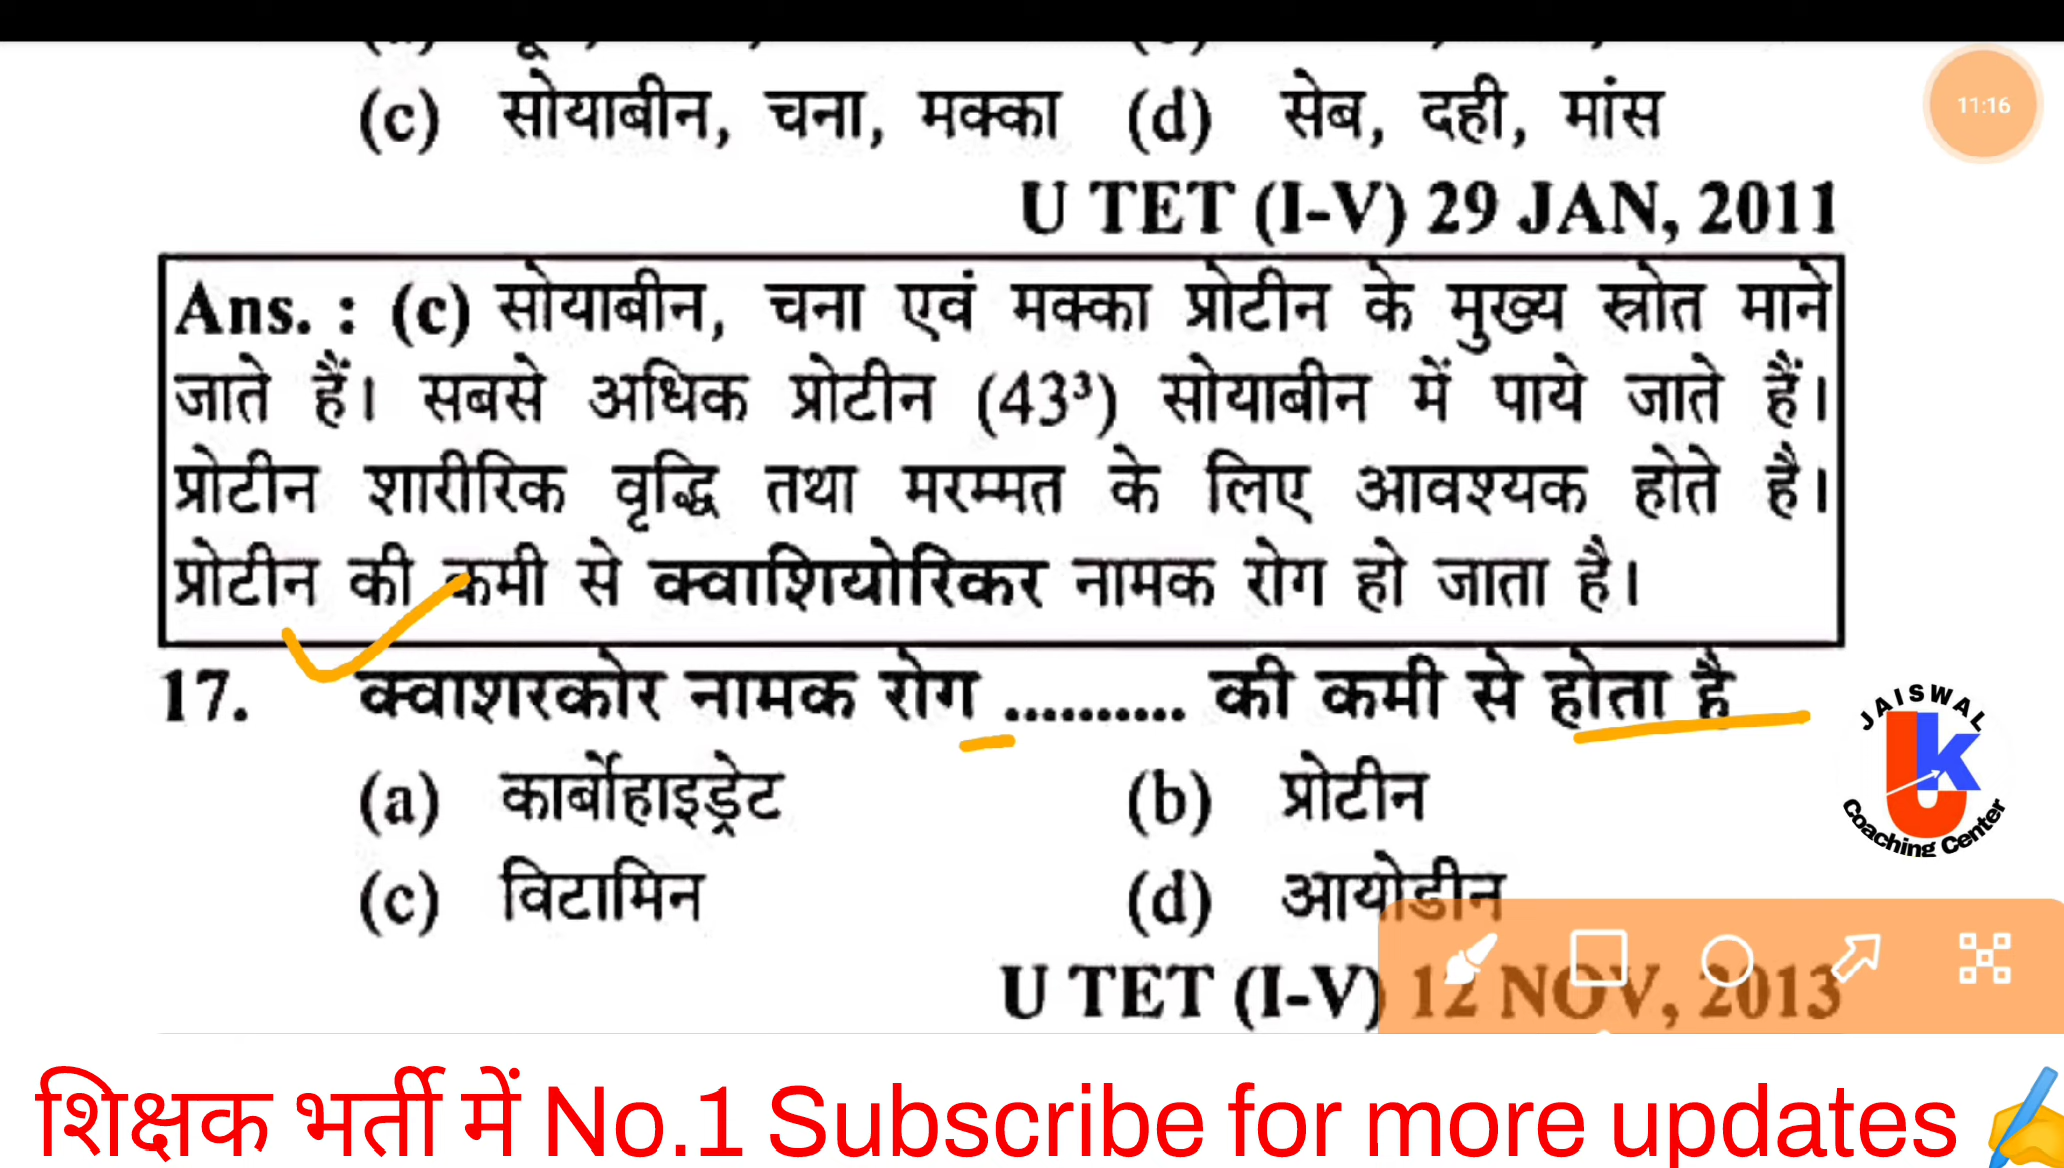 (c) सोयाबीन, चना, मक्का (d) सेब, दही, मांस
11:16
U TET (I-V) 29 JAN, 2011
Ans. : (c) सोयाबीन, चना एवं मक्का प्रोटीन के मुख्य स्रोत माने
जाते हैं। सबसे अधिक प्रोटीन (43³) सोयाबीन में पाये जाते हैं।
प्रोटीन शारीरिक वृद्धि तथा मरम्मत के लिए आवश्यक होते है।
प्रोटीन की कमी से क्वाशियोरिकर नामक रोग हो जाता है।
17. क्वाशरकोर नामक रोग .......... की कमी से होता है
JAISWAL
UK
Coaching Center
(a) कार्बोहाइड्रेट (b) प्रोटीन
(c) विटामिन (d) आयोडीन
U TET (I-V) 12 NOV, 2013
शिक्षक भर्ती में No.1 Subscribe for more updates